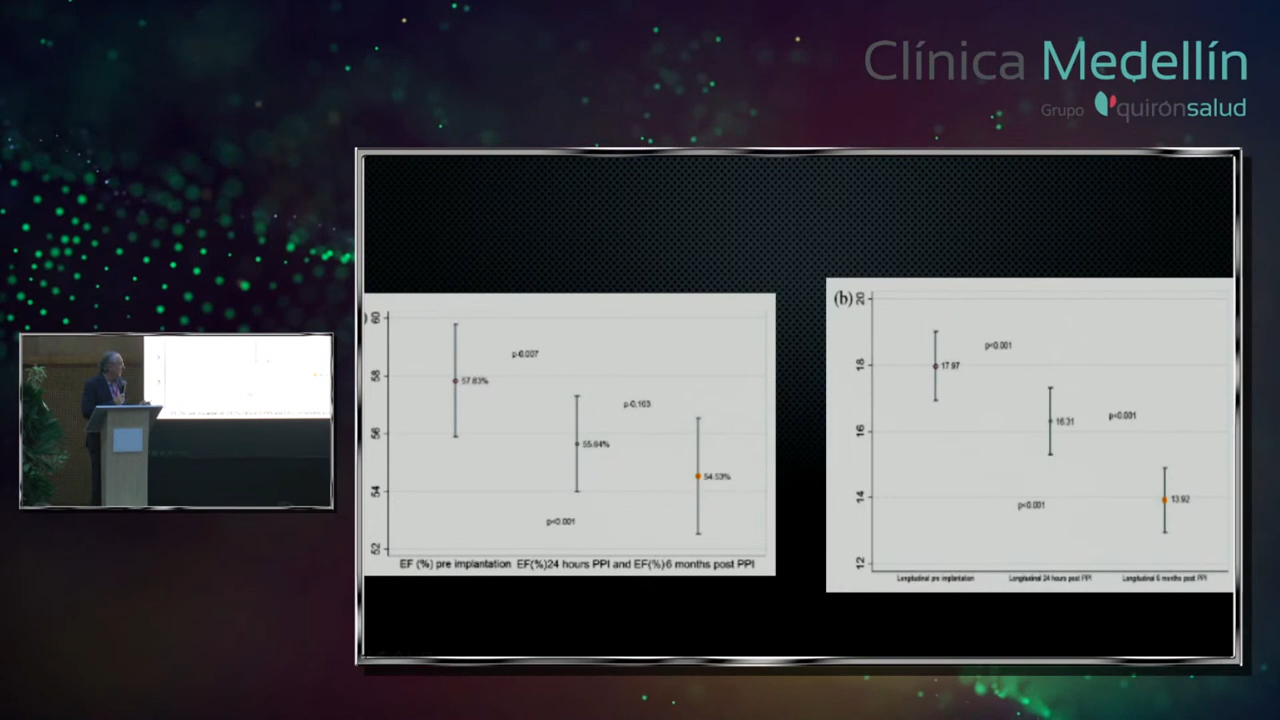 Clínica Medellín
Grupo quirónsalud
60
58
56
54
52
57.83%
p-0.007
55.64%
p-0.103
54.53%
p<0.001
EF (%) pre implantation EF(%)24 hours PPI and EF(%)6 months post PPI
(b)
20
18
16
14
12
17.97
p<0.001
16.31
p<0.001
13.92
p<0.001
Longitudinal pre implantation
Longitudinal 24 hours post PPI
Longitudinal 6 months post PPI